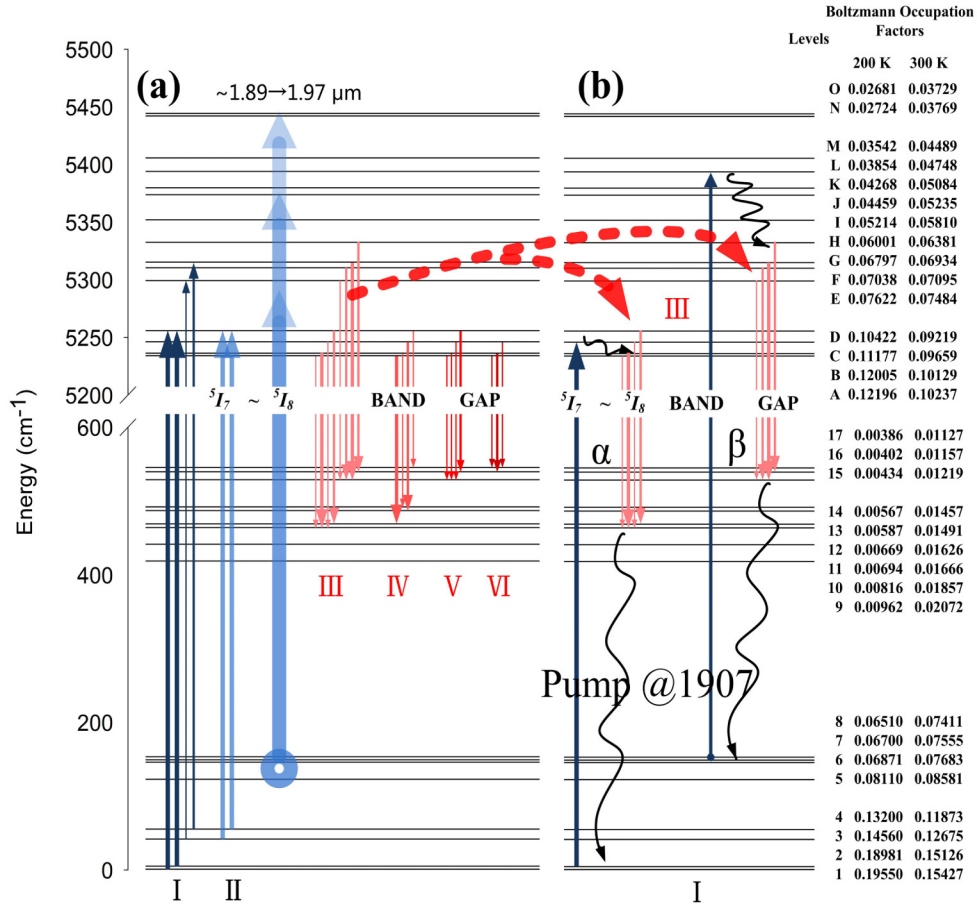 Boltzmann Occupation
Factors
Levels
200 K 300 K
O 0.02681 0.03729
N 0.02724 0.03769
M 0.03542 0.04489
L 0.03854 0.04748
K 0.04268 0.05084
J 0.04459 0.05235
I 0.05214 0.05810
H 0.06001 0.06381
G 0.06797 0.06934
F 0.07038 0.07095
E 0.07622 0.07484
D 0.10422 0.09219
C 0.11177 0.09659
B 0.12005 0.10129
A 0.12196 0.10237
17 0.00386 0.01127
16 0.00402 0.01157
15 0.00434 0.01219
14 0.00567 0.01457
13 0.00587 0.01491
12 0.00669 0.01626
11 0.00694 0.01666
10 0.00816 0.01857
9 0.00962 0.02072
8 0.06510 0.07411
7 0.06700 0.07555
6 0.06871 0.07683
5 0.08110 0.08581
4 0.13200 0.11873
3 0.14560 0.12675
2 0.18981 0.15126
1 0.19550 0.15427
Energy (cm⁻¹)
5500
5450
5400
5350
5300
5250
5200
600
400
200
0
(a)
~1.89→1.97 μm
⁵I₇ ~ ⁵I₈ BAND GAP
III IV V VI
I II
(b)
III
⁵I₇ ~ ⁵I₈ BAND GAP
α β
Pump @1907
I